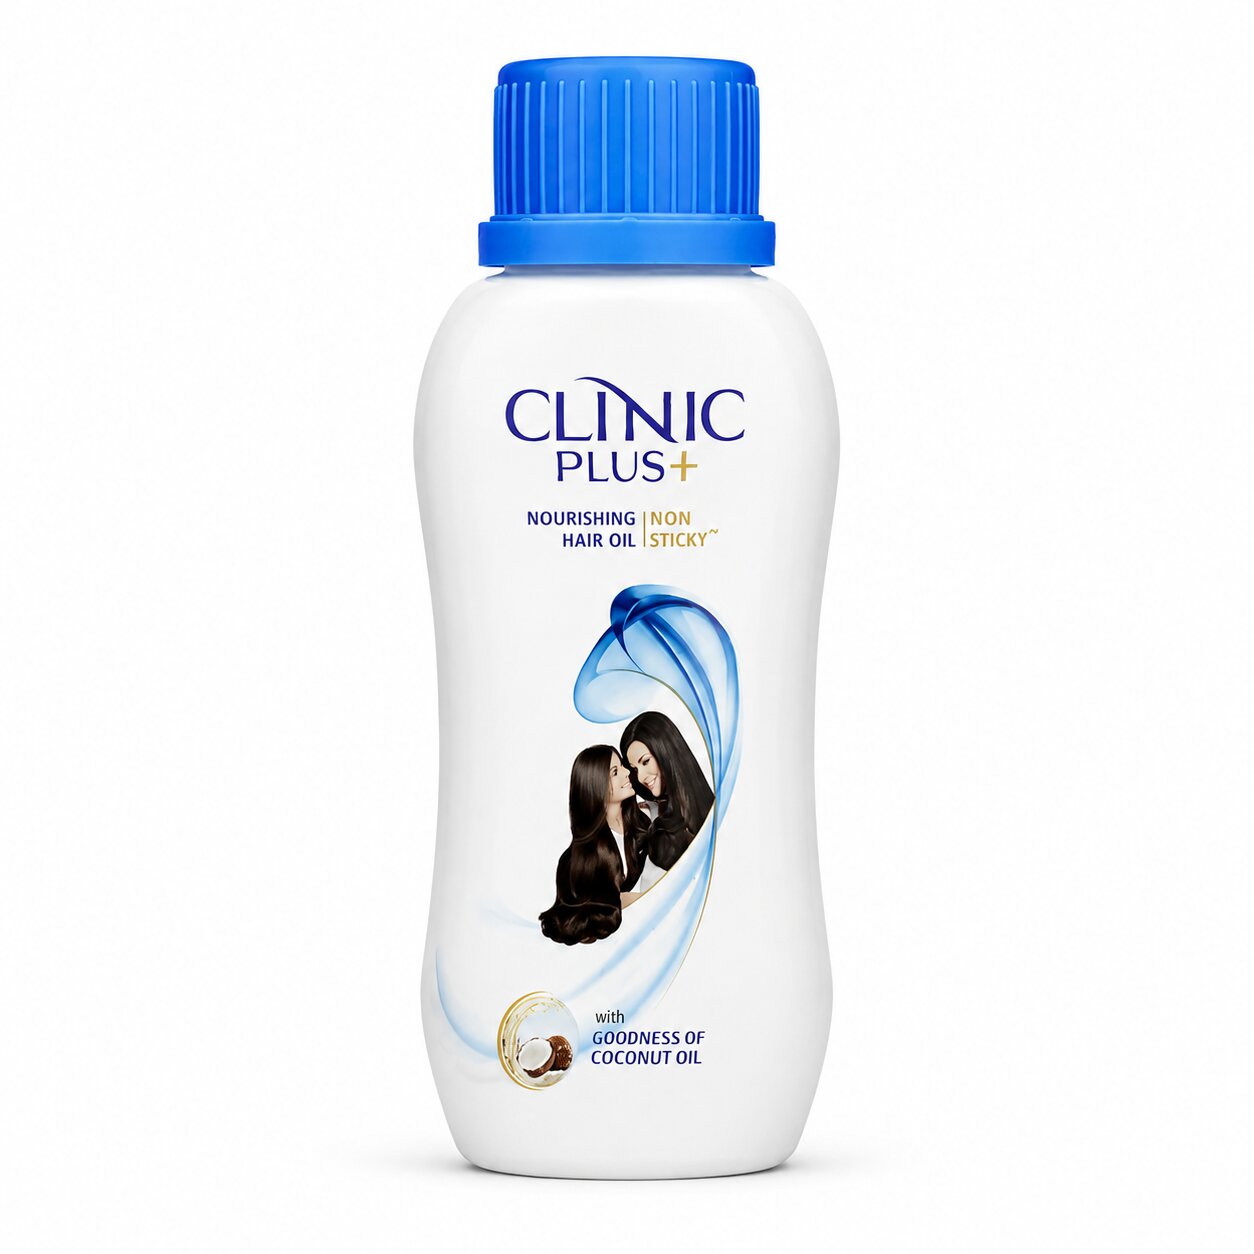 CLINIC
PLUS+
NOURISHING
HAIR OIL
NON
STICKY~
with
GOODNESS OF
COCONUT OIL